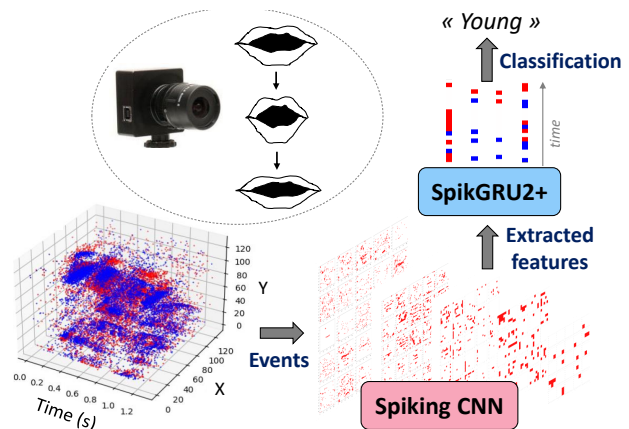 « Young »
Classification
time
SpikGRU2+
Extracted
features
120
100
80
60
40
20
0
Y
0.0
0.2
0.4
0.6
0.8
1.0
1.2
Time (s)
0
20
40
60
80
100
120
X
Events
Spiking CNN